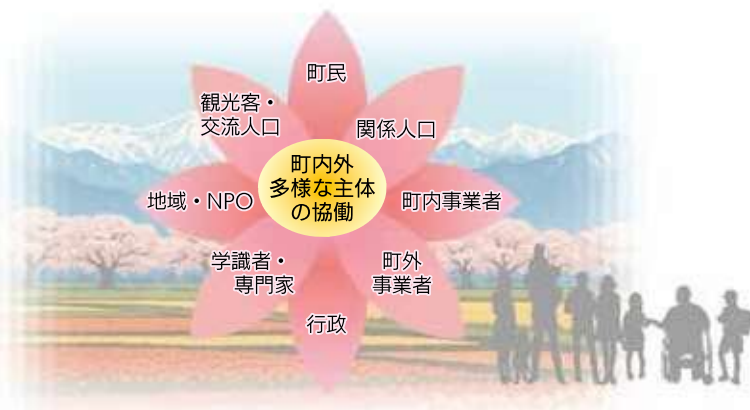 町民
関係人口
町内事業者
町外
事業者
行政
学識者・
専門家
地域・NPO
観光客・
交流人口
町内外
多様な主体
の協働